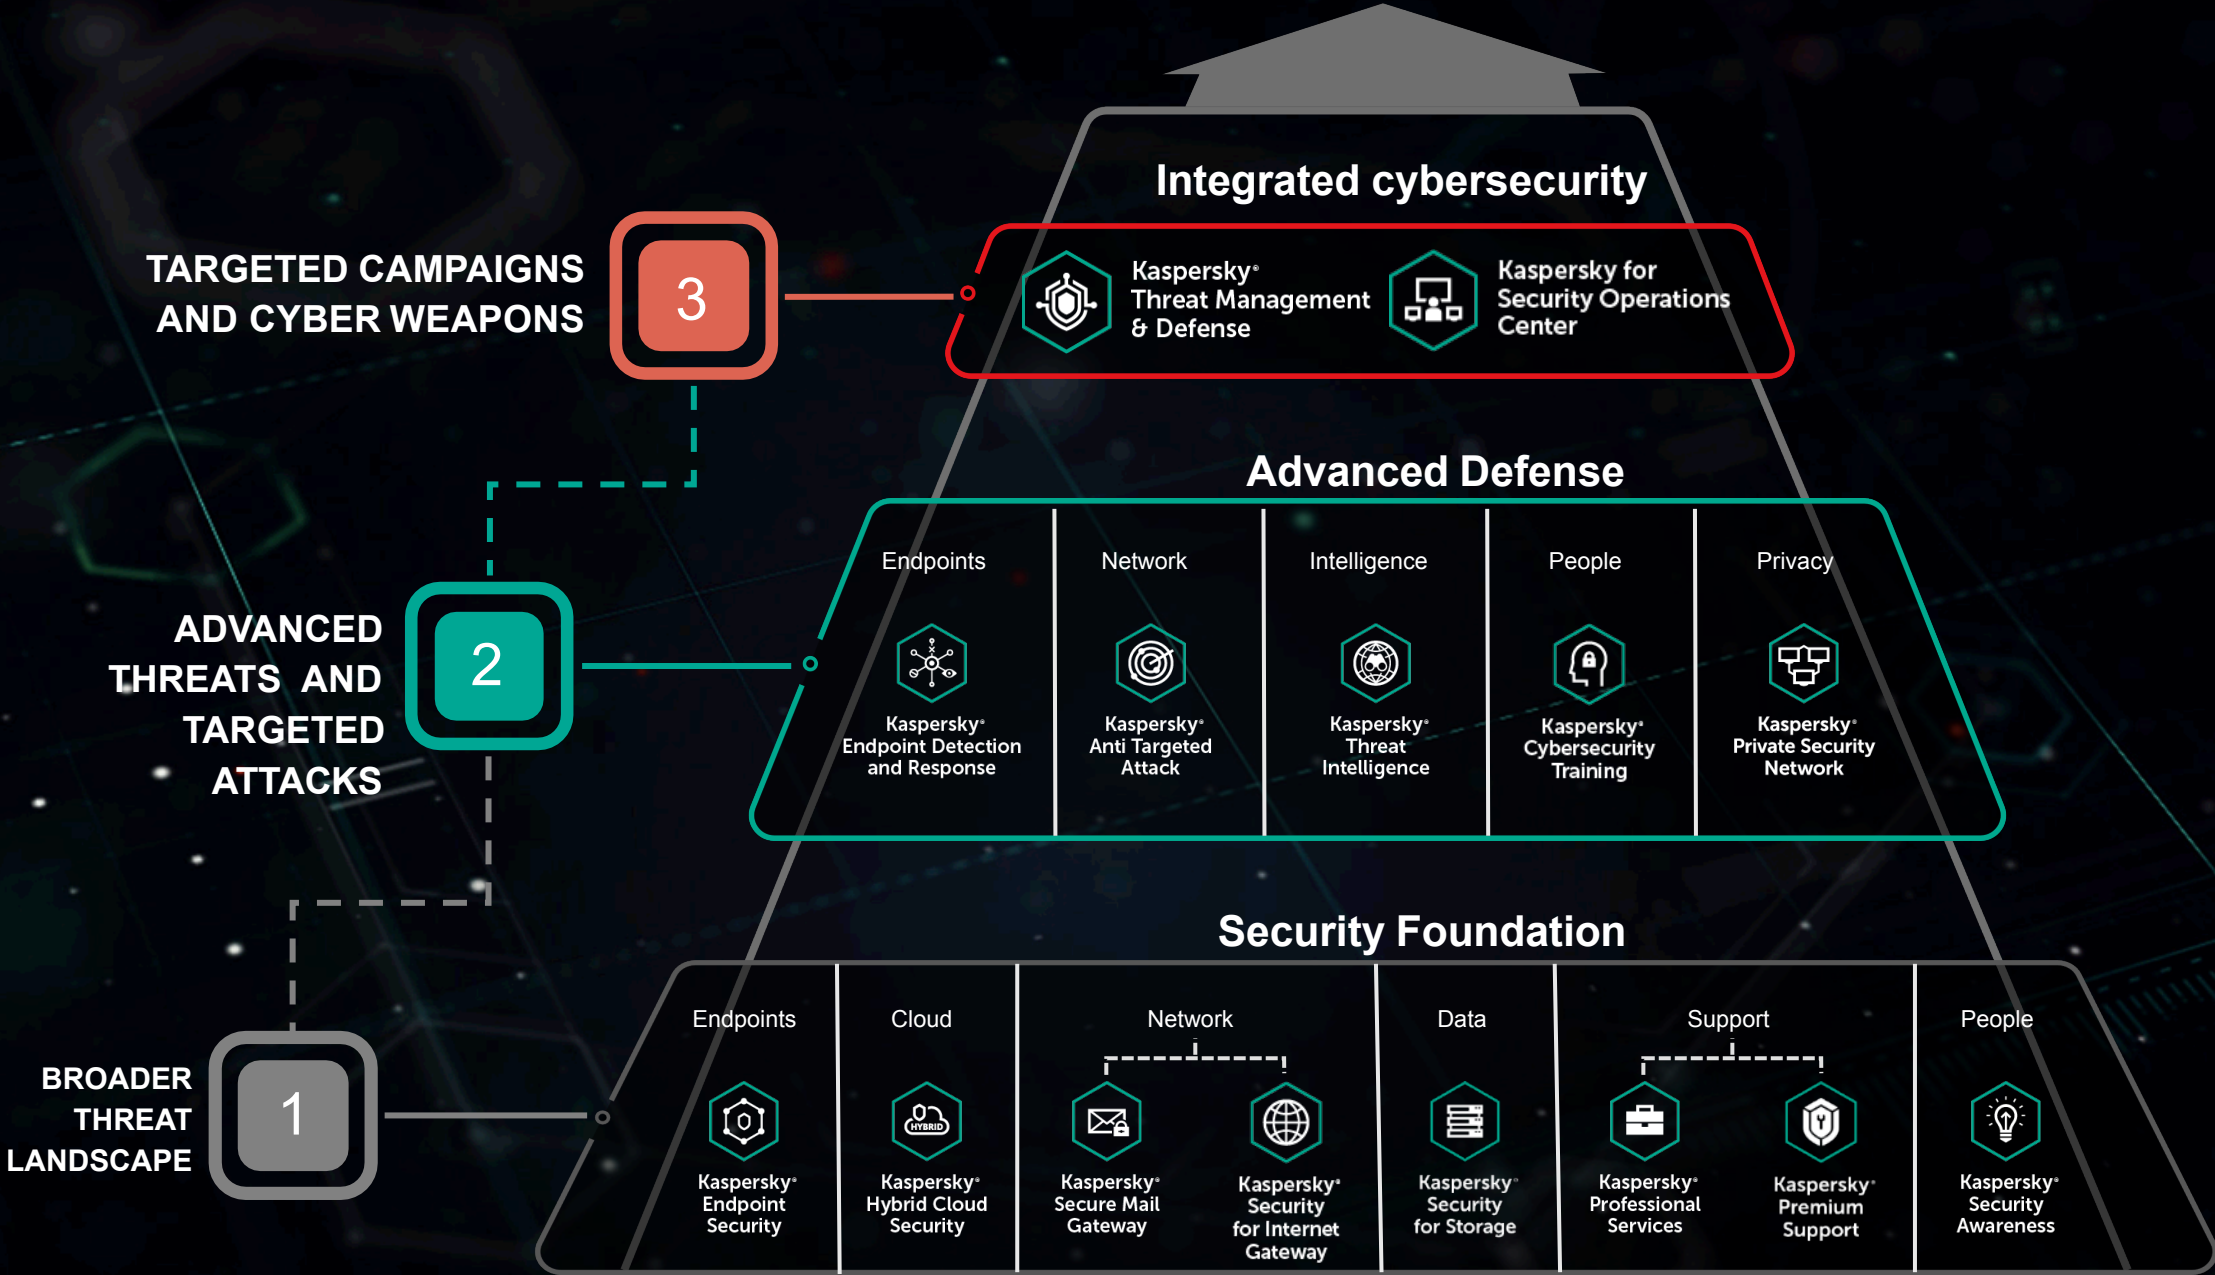 Integrated cybersecurity
TARGETED CAMPAIGNS
AND CYBER WEAPONS
3
Kaspersky®
Threat Management
& Defense
Kaspersky for
Security Operations
Center
Advanced Defense
ADVANCED
THREATS AND
TARGETED
ATTACKS
2
Endpoints
Kaspersky®
Endpoint Detection
and Response
Network
Kaspersky®
Anti Targeted
Attack
Intelligence
Kaspersky®
Threat
Intelligence
People
Kaspersky®
Cybersecurity
Training
Privacy
Kaspersky®
Private Security
Network
Security Foundation
BROADER
THREAT
LANDSCAPE
1
Endpoints
Kaspersky®
Endpoint
Security
Cloud
HYBRID
Kaspersky®
Hybrid Cloud
Security
Network
Kaspersky®
Secure Mail
Gateway
Kaspersky®
Security
for Internet
Gateway
Data
Kaspersky®
Security
for Storage
Support
Kaspersky®
Professional
Services
Kaspersky®
Premium
Support
People
Kaspersky®
Security
Awareness